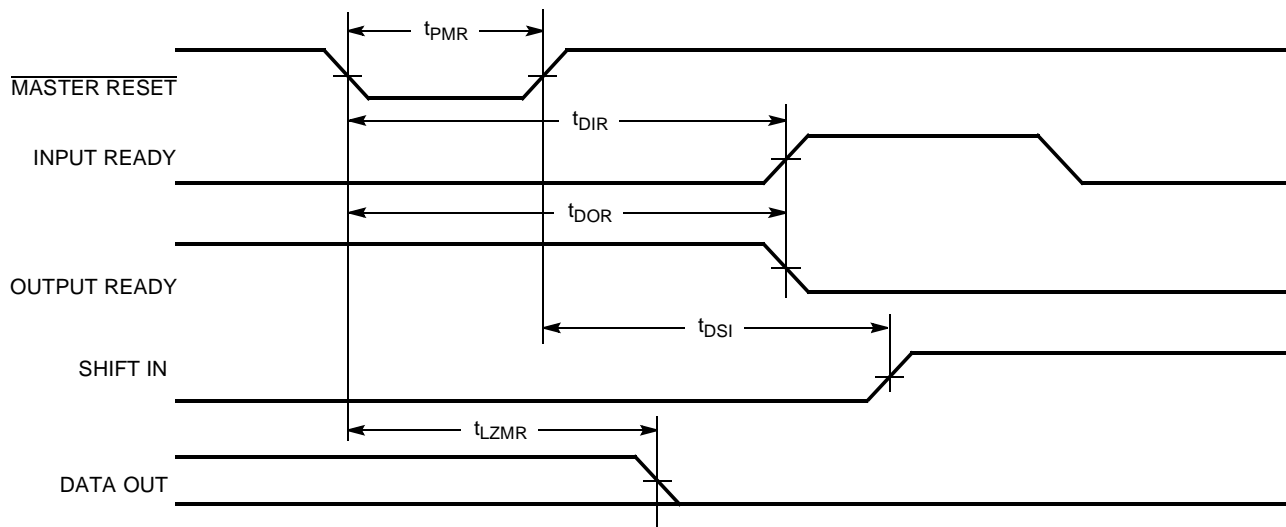 tPMR
MASTER RESET
tDIR
INPUT READY
tDOR
OUTPUT READY
tDSI
SHIFT IN
tLZMR
DATA OUT